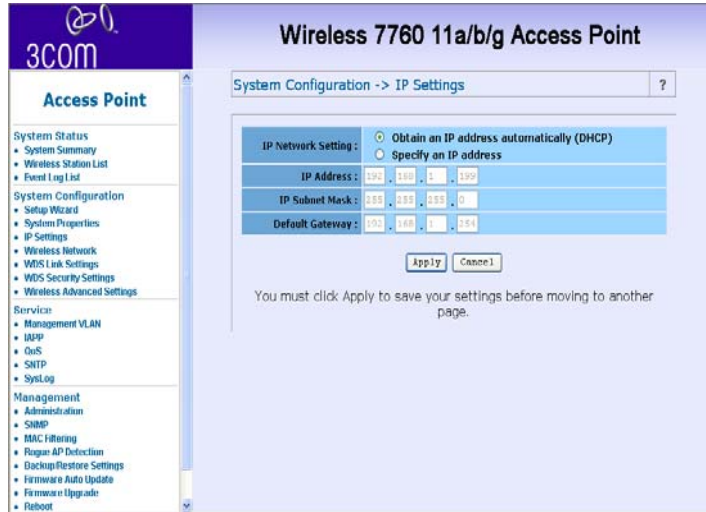 3COM
Wireless 7760 11a/b/g Access Point
Access Point
System Status
System Summary
Wireless Station List
Event Log List
System Configuration
Setup Wizard
System Properties
IP Settings
Wireless Network
WDS Link Settings
WDS Security Settings
Wireless Advanced Settings
Service
Management VLAN
IAPP
QoS
SNTP
SysLog
Management
Administration
SNMP
MAC Filtering
Rogue AP Detection
Backup/Restore Settings
Firmware Auto Update
Firmware Upgrade
Reboot
System Configuration -> IP Settings ?
IP Network Setting : Obtain an IP address automatically (DHCP)
Specify an IP address
IP Address : 192 . 168 . 1 . 199
IP Subnet Mask : 255 . 255 . 255 . 0
Default Gateway : 192 . 168 . 1 . 254
Apply Cancel
You must click Apply to save your settings before moving to another
page.